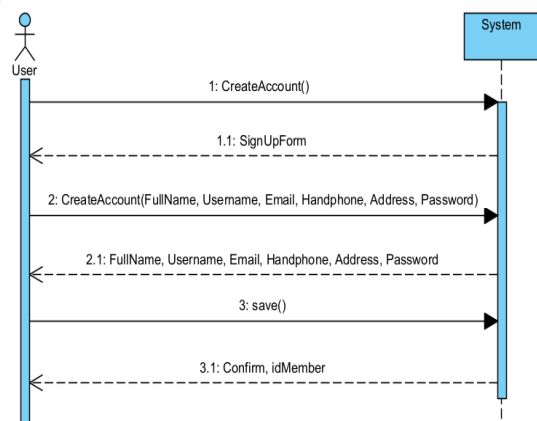 System
User
1: CreateAccount()
1.1: SignUpForm
2: CreateAccount(FullName, Username, Email, Handphone, Address, Password)
2.1: FullName, Username, Email, Handphone, Address, Password
3: save()
3.1: Confirm, idMember